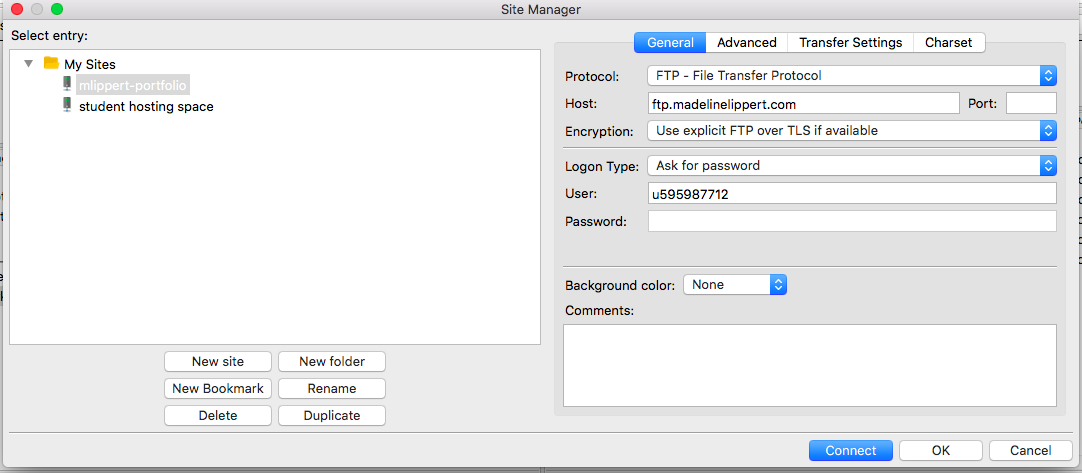 Site Manager
Select entry:
My Sites
mlippert-portfolio
student hosting space
New site
New folder
New Bookmark
Rename
Delete
Duplicate
General
Advanced
Transfer Settings
Charset
Protocol:
FTP - File Transfer Protocol
Host:
ftp.madelinelippert.com
Port:
Encryption:
Use explicit FTP over TLS if available
Logon Type:
Ask for password
User:
u595987712
Password:
Background color:
None
Comments:
Connect
OK
Cancel